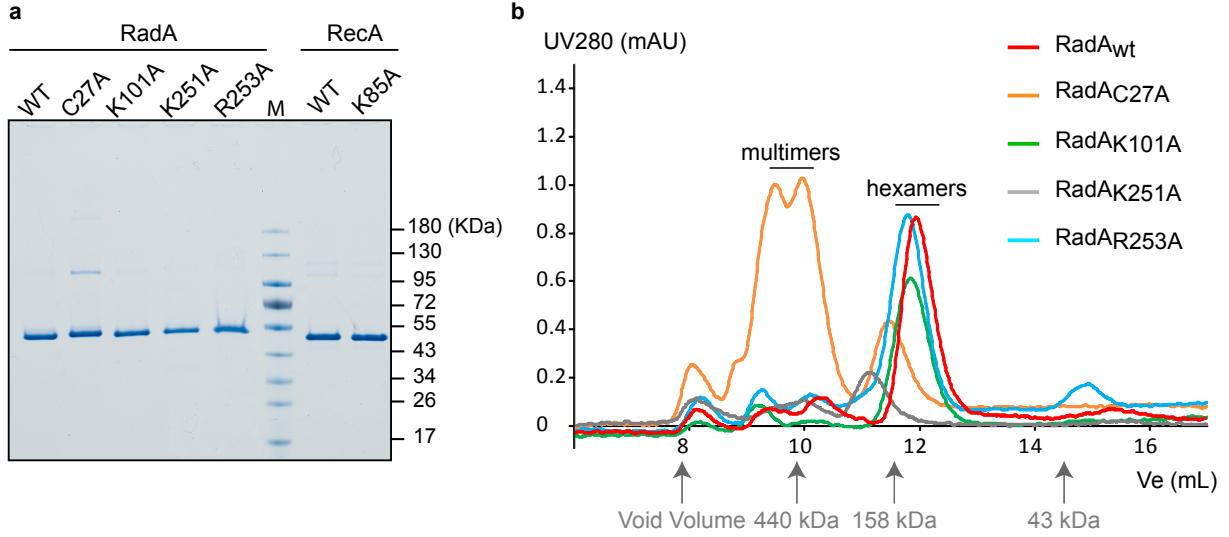 a
RadA RecA
WT C27A K101A K251A R253A M WT K85A
180 (KDa)
130
95
72
55
43
34
26
17
b
UV280 (mAU)
1.4
1.2
1.0
0.8
0.6
0.4
0.2
0
multimers
hexamers
RadAwt
RadAC27A
RadAK101A
RadAK251A
RadAR253A
8 10 12 14 16
Ve (mL)
Void Volume 440 kDa 158 kDa 43 kDa